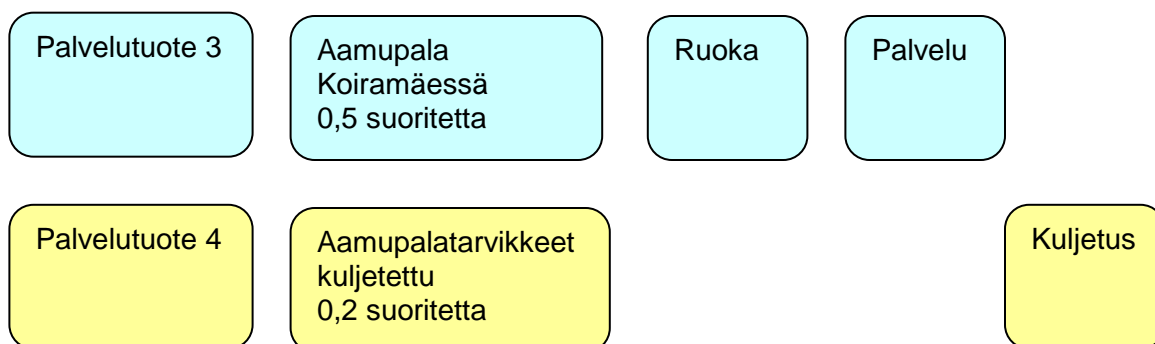 Palvelutuote 3
Aamupala
Koiramäessä
0,5 suoritetta
Ruoka
Palvelu
Palvelutuote 4
Aamupalatarvikkeet
kuljetettu
0,2 suoritetta
Kuljetus